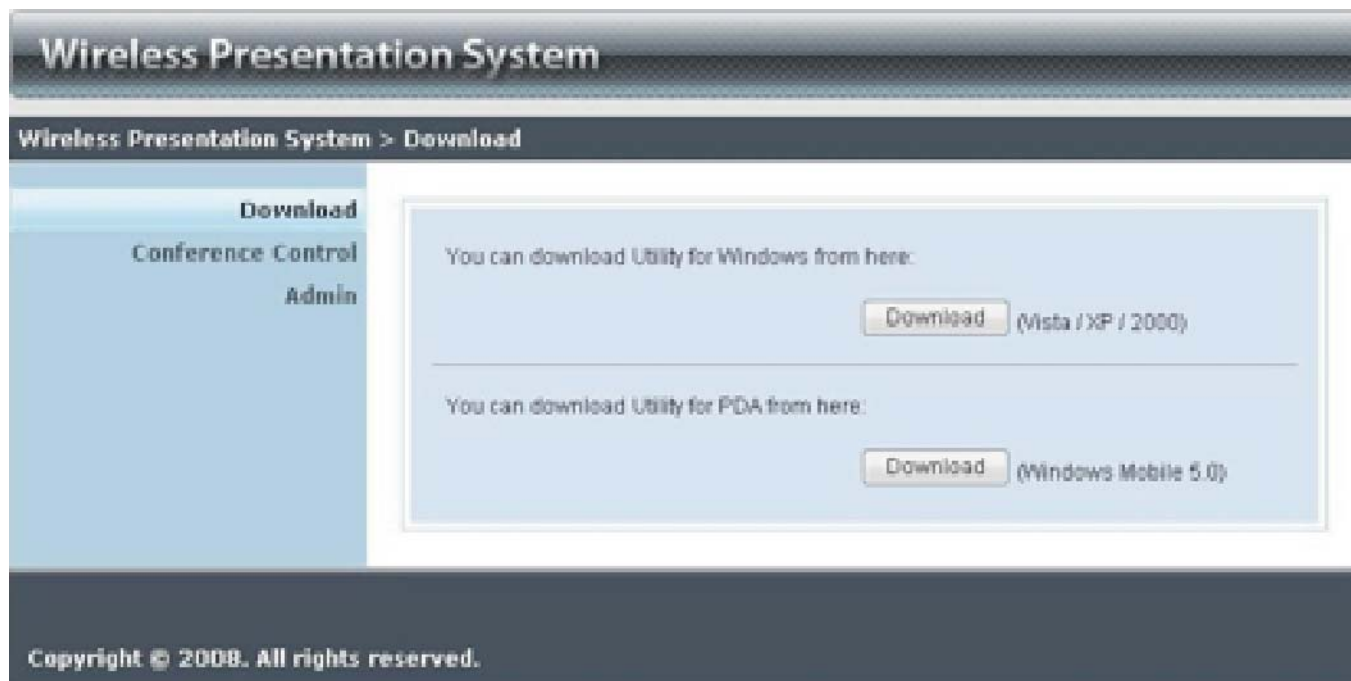 Wireless Presentation System
Wireless Presentation System > Download
Download
Conference Control
Admin
You can download Utility for Windows from here:
Download (Vista / XP / 2000)
You can download Utility for PDA from here:
Download (Windows Mobile 5.0)
Copyright © 2008. All rights reserved.